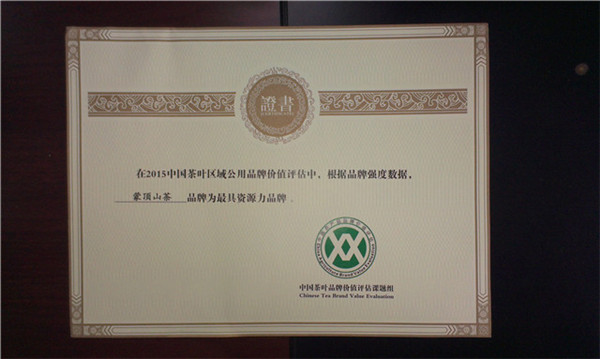 證書
在2015中国茶叶区域公用品牌价值评估中，根据品牌强度数据，
蒙顶山茶 品牌为最具资源力品牌.
中国茶叶品牌价值评估课题组
Chinese Tea Brand Value Evaluation